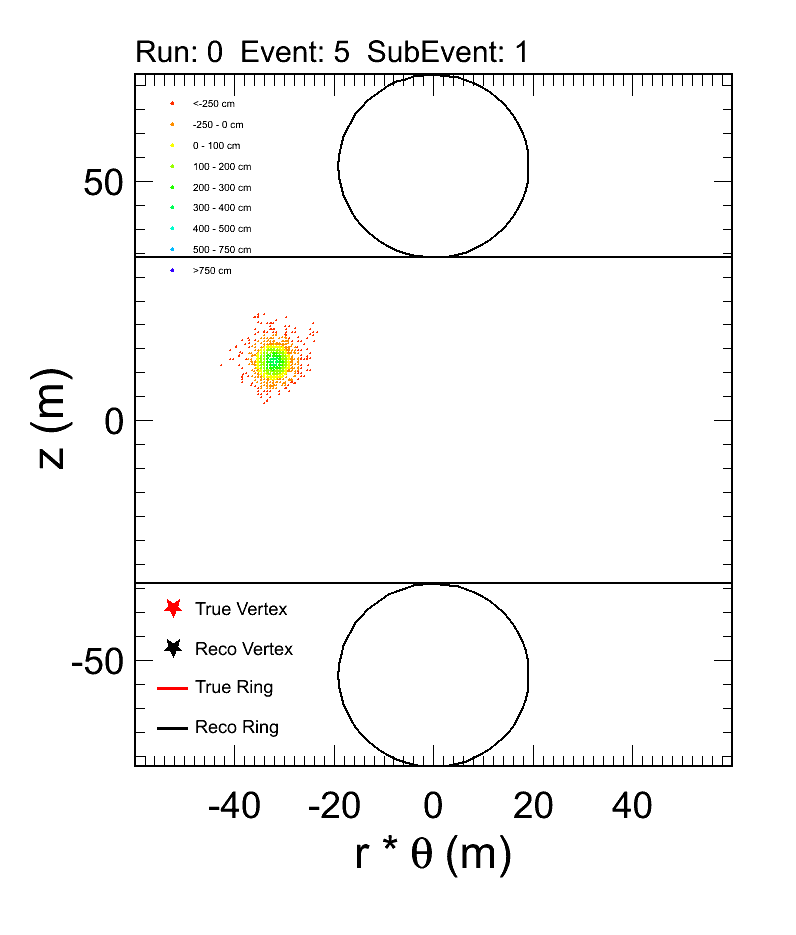 Run: 0  Event: 5  SubEvent: 1
<-250 cm
-250 - 0 cm
0 - 100 cm
100 - 200 cm
200 - 300 cm
300 - 400 cm
400 - 500 cm
500 - 750 cm
>750 cm
50
0
-50
z (m)
True Vertex
Reco Vertex
True Ring
Reco Ring
-40 -20 0 20 40
r * θ (m)